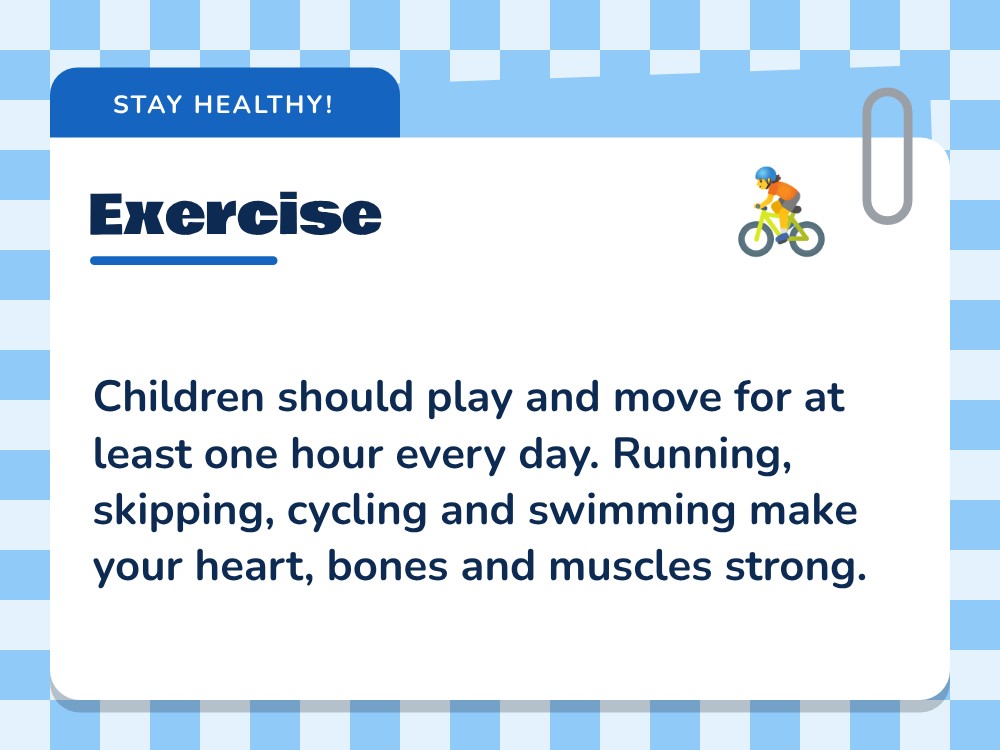 STAY HEALTHY!
Exercise
Children should play and move for at
least one hour every day. Running,
skipping, cycling and swimming make
your heart, bones and muscles strong.